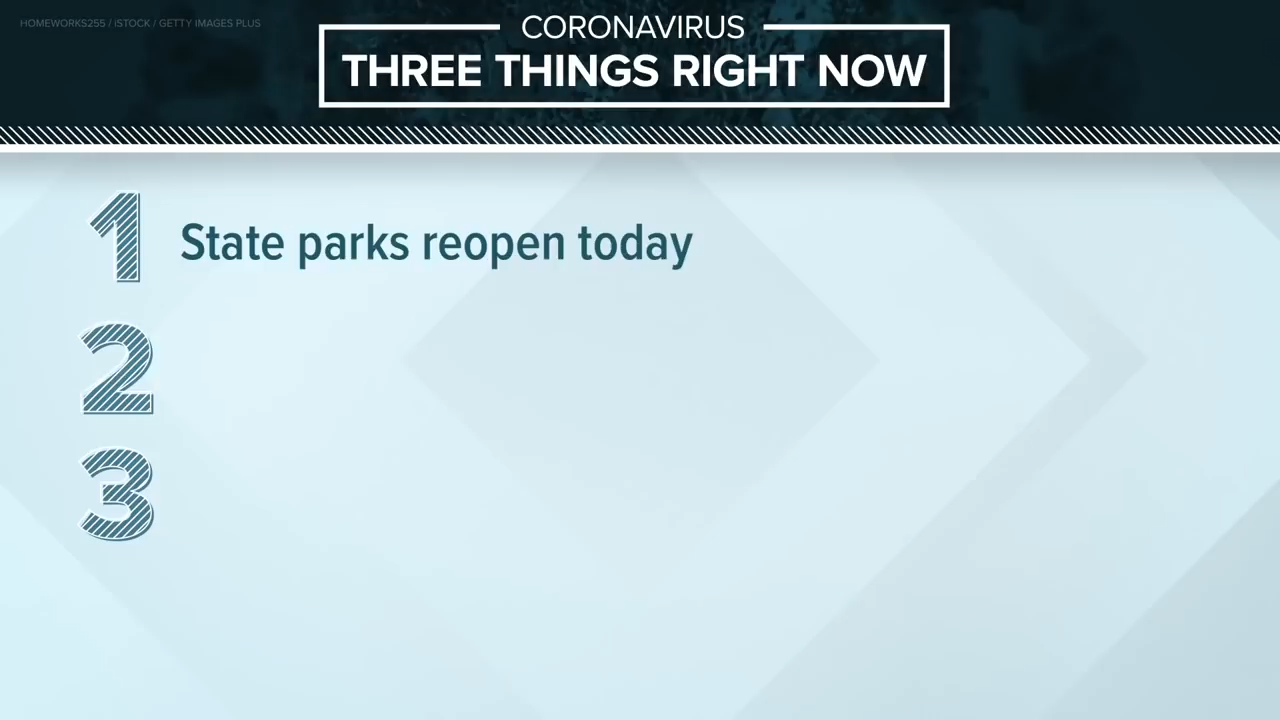 HOMEWORKS255 / iSTOCK / GETTY IMAGES PLUS
CORONAVIRUS
THREE THINGS RIGHT NOW
1 State parks reopen today
2
3